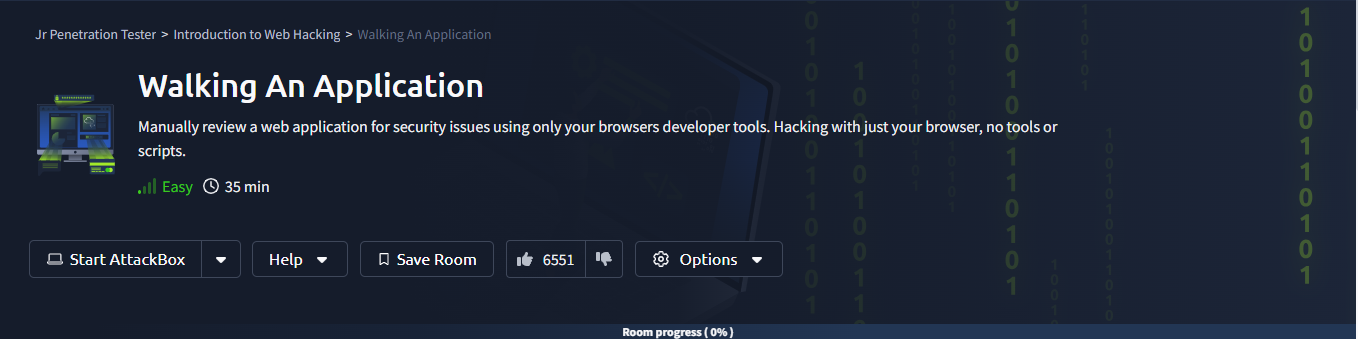 Jr Penetration Tester > Introduction to Web Hacking > Walking An Application
Walking An Application
Manually review a web application for security issues using only your browsers developer tools. Hacking with just your browser, no tools or
scripts.
Easy 35 min
Start AttackBox Help Save Room 6551 Options
Room progress ( 0% )